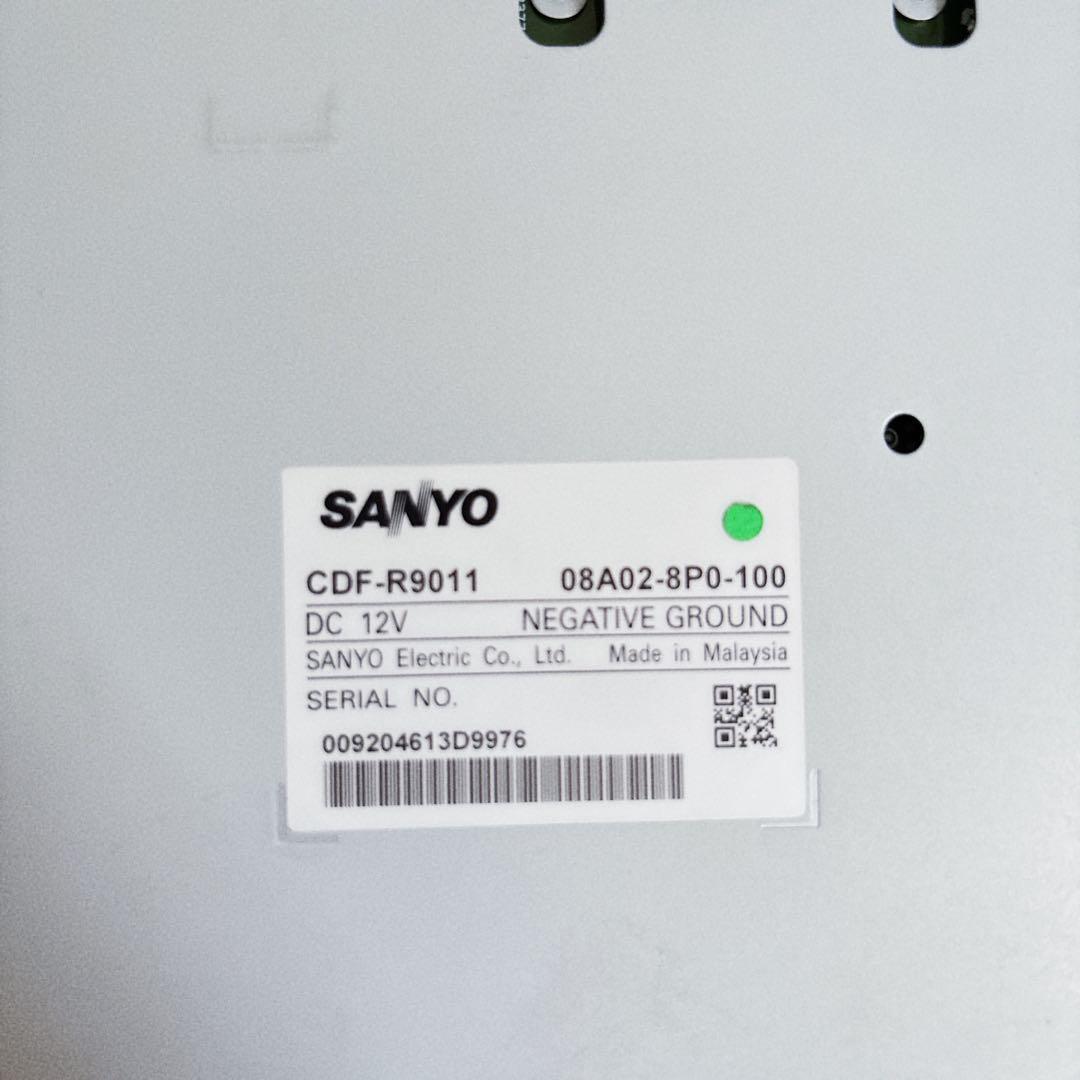 SANYO
CDF-R9011 08A02-8P0-100
DC 12V NEGATIVE GROUND
SANYO Electric Co., Ltd. Made in Malaysia
SERIAL NO.
009204613D9976